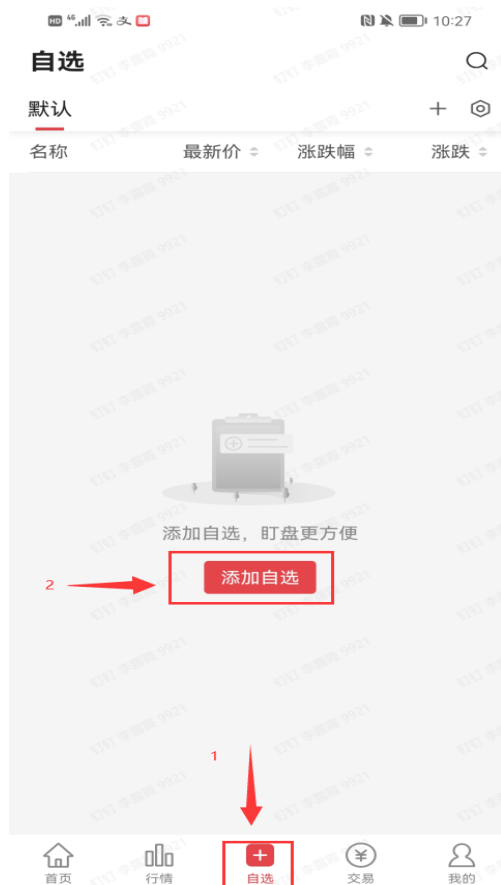 HD 46 10:27
自选
默认
名称 最新价 涨跌幅 涨跌
添加自选，盯盘更方便
2 添加自选
1
首页 行情 自选 交易 我的